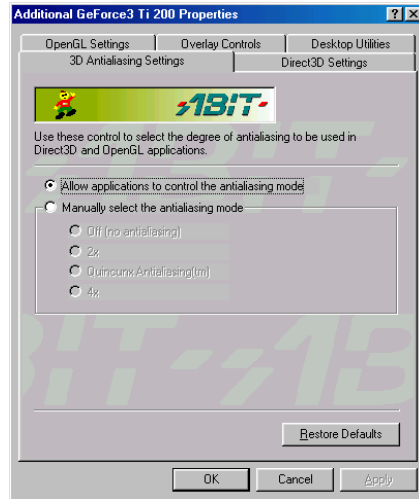 Additional GeForce3 Ti 200 Properties
OpenGL Settings
Overlay Controls
Desktop Utilities
3D Antialiasing Settings
Direct3D Settings
ABIT
Use these control to select the degree of antialiasing to be used in
Direct3D and OpenGL applications.
Allow applications to control the antialiasing mode
Manually select the antialiasing mode
Off (no antialiasing)
2x
Quincunx Antialiasing(tm)
4x
Restore Defaults
OK
Cancel
Apply